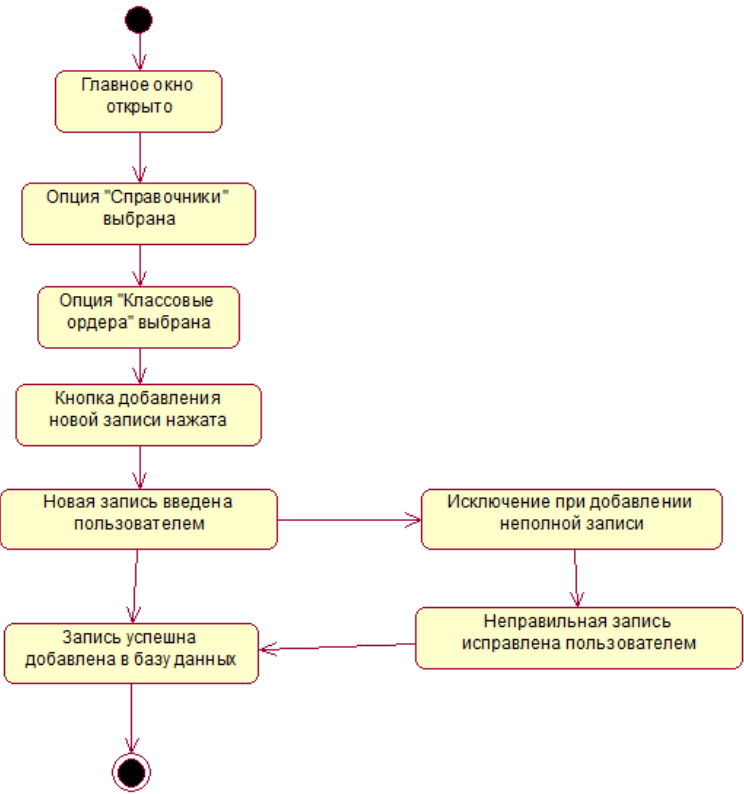 Главное окно
открыто
Опция "Справочники"
выбрана
Опция "Классовые
ордера" выбрана
Кнопка добавления
новой записи нажата
Новая запись введена
пользователем
Исключение при добавлении
неполной записи
Запись успешна
добавлена в базу данных
Неправильная запись
исправлена пользователем